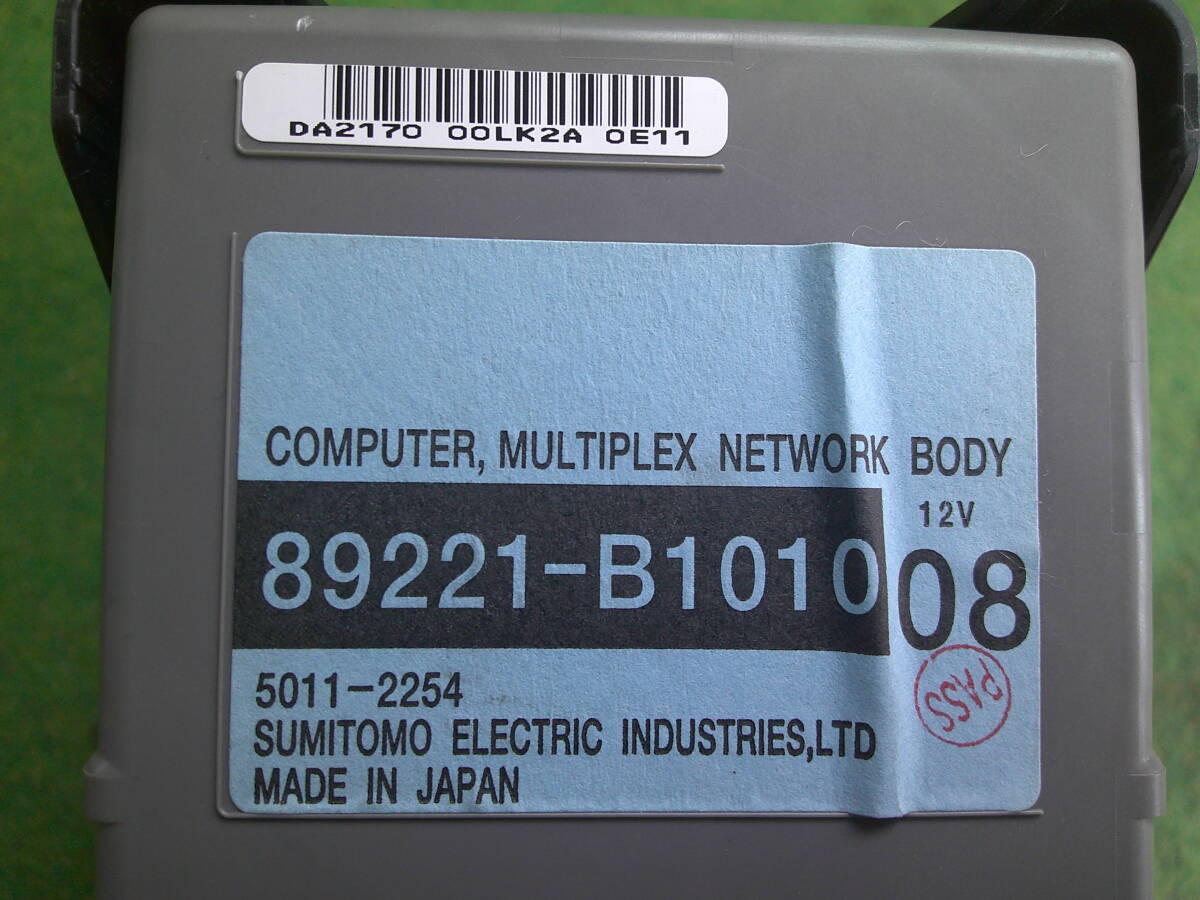 DA2170 00LK2A 0E11
COMPUTER, MULTIPLEX NETWORK BODY
12V
89221-B1010 08
PASS
5011-2254
SUMITOMO ELECTRIC INDUSTRIES,LTD
MADE IN JAPAN